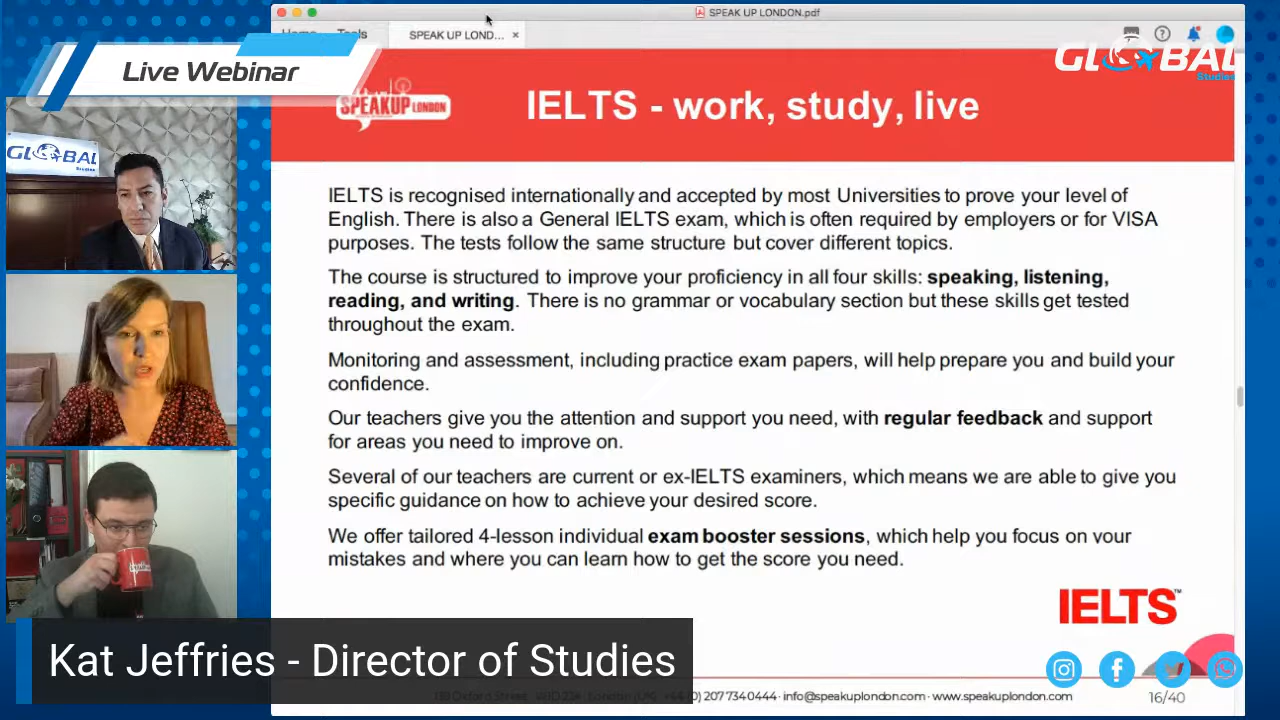 SPEAK UP LONDON.pdf
Home Tools SPEAK UP LOND... ×
Live Webinar
GLOBAL
Studies
SPEAKUP LONDON
IELTS - work, study, live
GLOBAL
Studies
IELTS is recognised internationally and accepted by most Universities to prove your level of
English. There is also a General IELTS exam, which is often required by employers or for VISA
purposes. The tests follow the same structure but cover different topics.
The course is structured to improve your proficiency in all four skills: speaking, listening,
reading, and writing. There is no grammar or vocabulary section but these skills get tested
throughout the exam.
Monitoring and assessment, including practice exam papers, will help prepare you and build your
confidence.
Our teachers give you the attention and support you need, with regular feedback and support
for areas you need to improve on.
Several of our teachers are current or ex-IELTS examiners, which means we are able to give you
specific guidance on how to achieve your desired score.
We offer tailored 4-lesson individual exam booster sessions, which help you focus on your
mistakes and where you can learn how to get the score you need.
IELTS™
Kat Jeffries - Director of Studies
207 7340444 · info@speakuplondon.com · www.speakuplondon.com
16/40